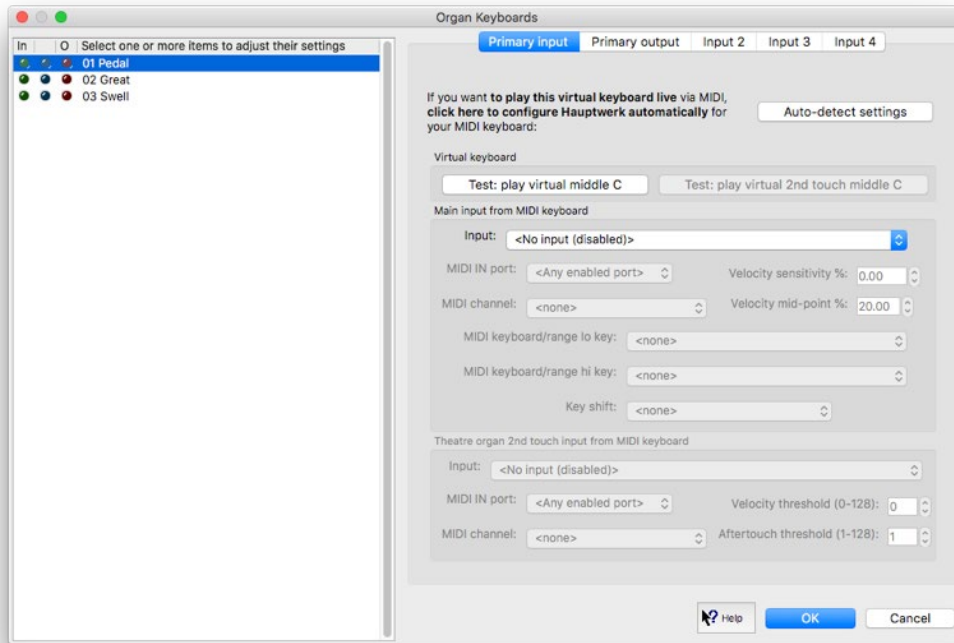 Organ Keyboards
In O Select one or more items to adjust their settings
01 Pedal
02 Great
03 Swell
Primary input Primary output Input 2 Input 3 Input 4
If you want to play this virtual keyboard live via MIDI,
click here to configure Hauptwerk automatically for
your MIDI keyboard:
Auto-detect settings
Virtual keyboard
Test: play virtual middle C Test: play virtual 2nd touch middle C
Main input from MIDI keyboard
Input: <No input (disabled)>
MIDI IN port: <Any enabled port> Velocity sensitivity %: 0.00
MIDI channel: <none> Velocity mid-point %: 20.00
MIDI keyboard/range lo key: <none>
MIDI keyboard/range hi key: <none>
Key shift: <none>
Theatre organ 2nd touch input from MIDI keyboard
Input: <No input (disabled)>
MIDI IN port: <Any enabled port> Velocity threshold (0-128): 0
MIDI channel: <none> Aftertouch threshold (1-128): 1
? Help OK Cancel